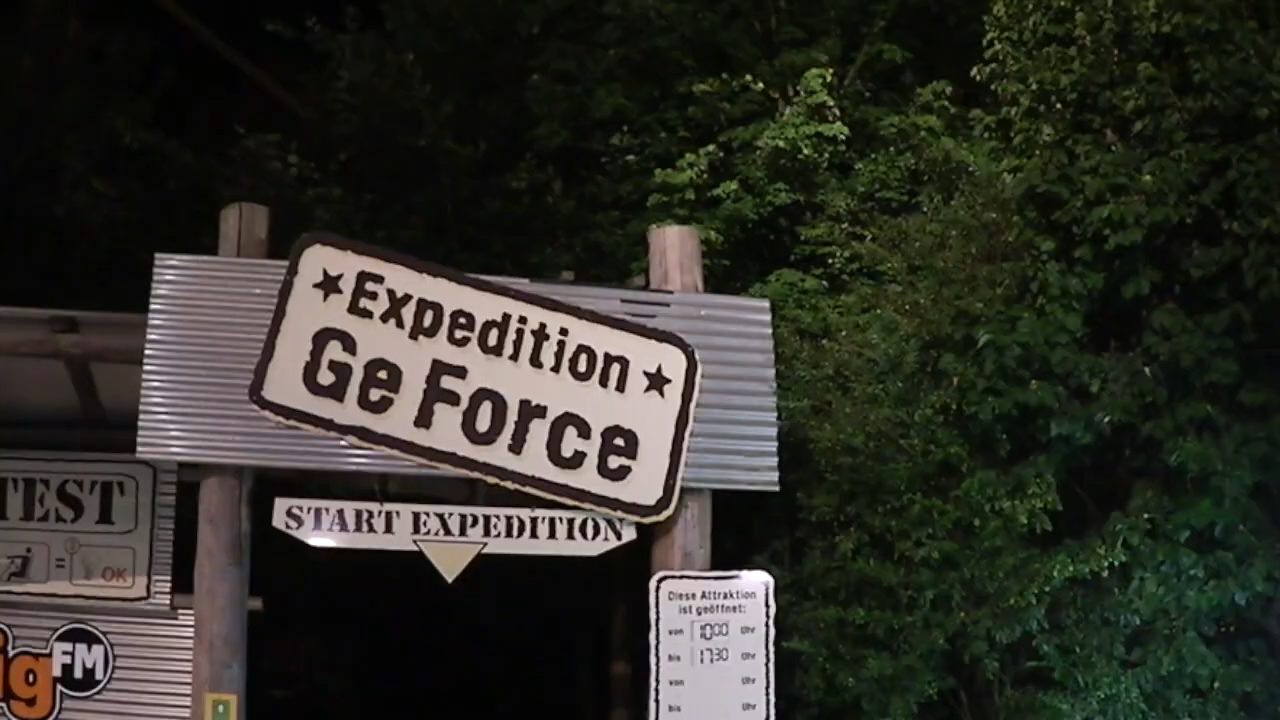 ★Expedition★
Ge Force
START EXPEDITION
TEST
= OK
ig FM
Diese Attraktion
ist geöffnet:
von 10:00 Uhr
bis 17:30 Uhr
von Uhr
bis Uhr